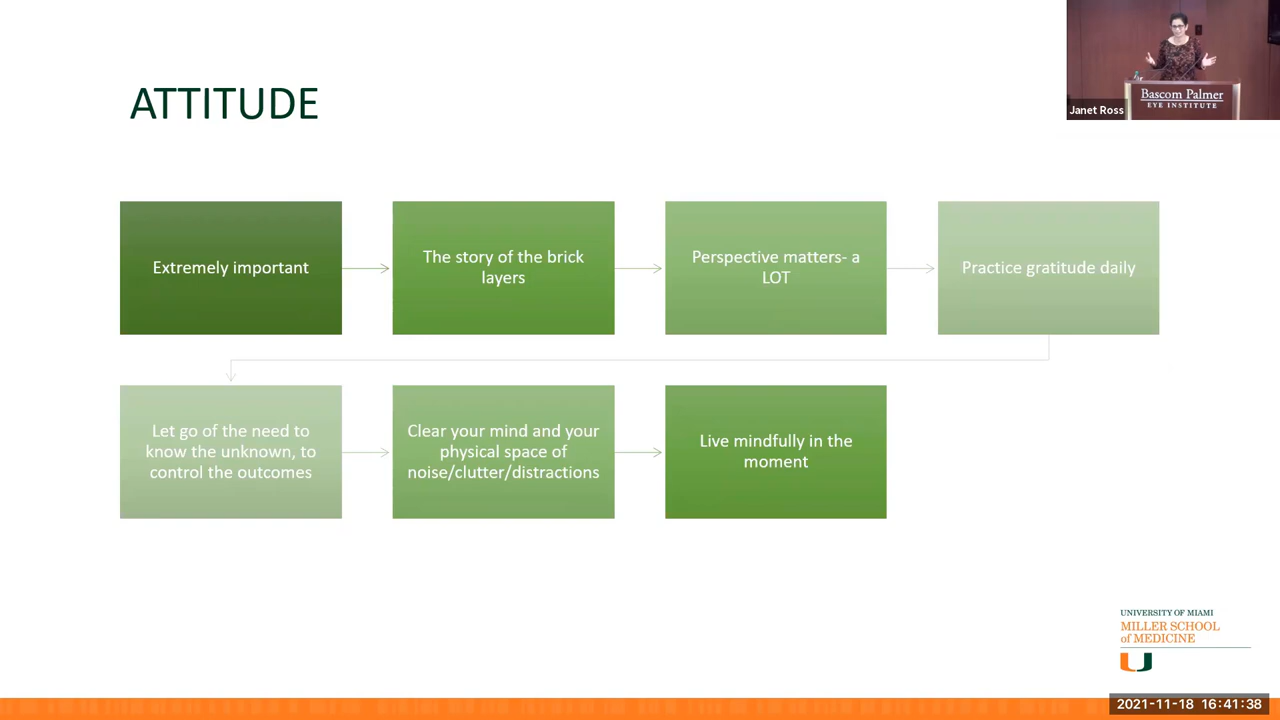 ATTITUDE
Bascom Palmer
EYE INSTITUTE
Janet Ross
Extremely important
The story of the brick
layers
Perspective matters- a
LOT
Practice gratitude daily
Let go of the need to
know the unknown, to
control the outcomes
Clear your mind and your
physical space of
noise/clutter/distractions
Live mindfully in the
moment
UNIVERSITY OF MIAMI
MILLER SCHOOL
of MEDICINE
U
2021-11-18 16:41:38